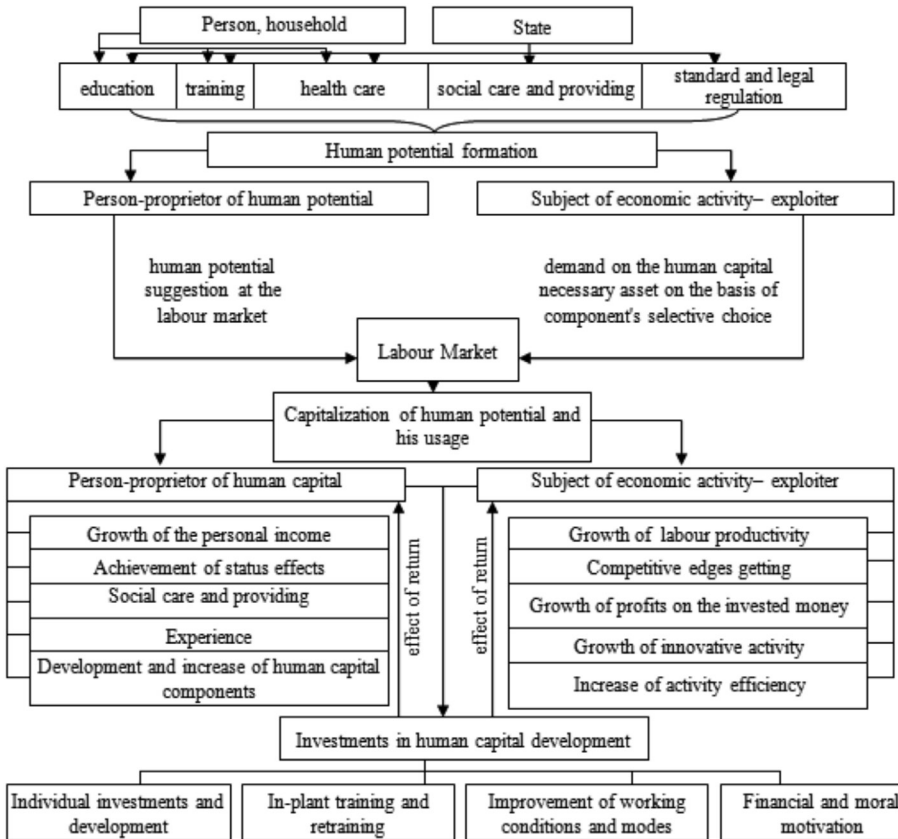 Person, household
State
education
training
health care
social care and providing
standard and legal
regulation
Human potential formation
Person-proprietor of human potential
Subject of economic activity– exploiter
human potential
suggestion at the
labour market
demand on the human capital
necessary asset on the basis of
component's selective choice
Labour Market
Capitalization of human potential and
his usage
Person-proprietor of human capital
Subject of economic activity– exploiter
Growth of the personal income
Achievement of status effects
Social care and providing
Experience
Development and increase of human capital
components
effect of return
effect of return
Growth of labour productivity
Competitive edges getting
Growth of profits on the invested money
Growth of innovative activity
Increase of activity efficiency
Investments in human capital development
Individual investments and
development
In-plant training and
retraining
Improvement of working
conditions and modes
Financial and moral
motivation